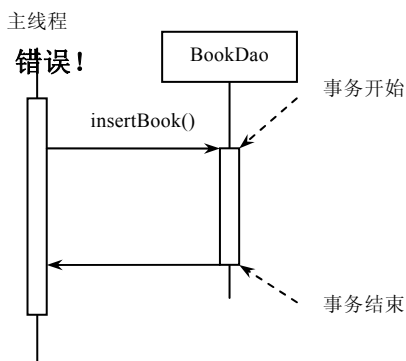 主线程
错误！
BookDao
事务开始
insertBook()
事务结束